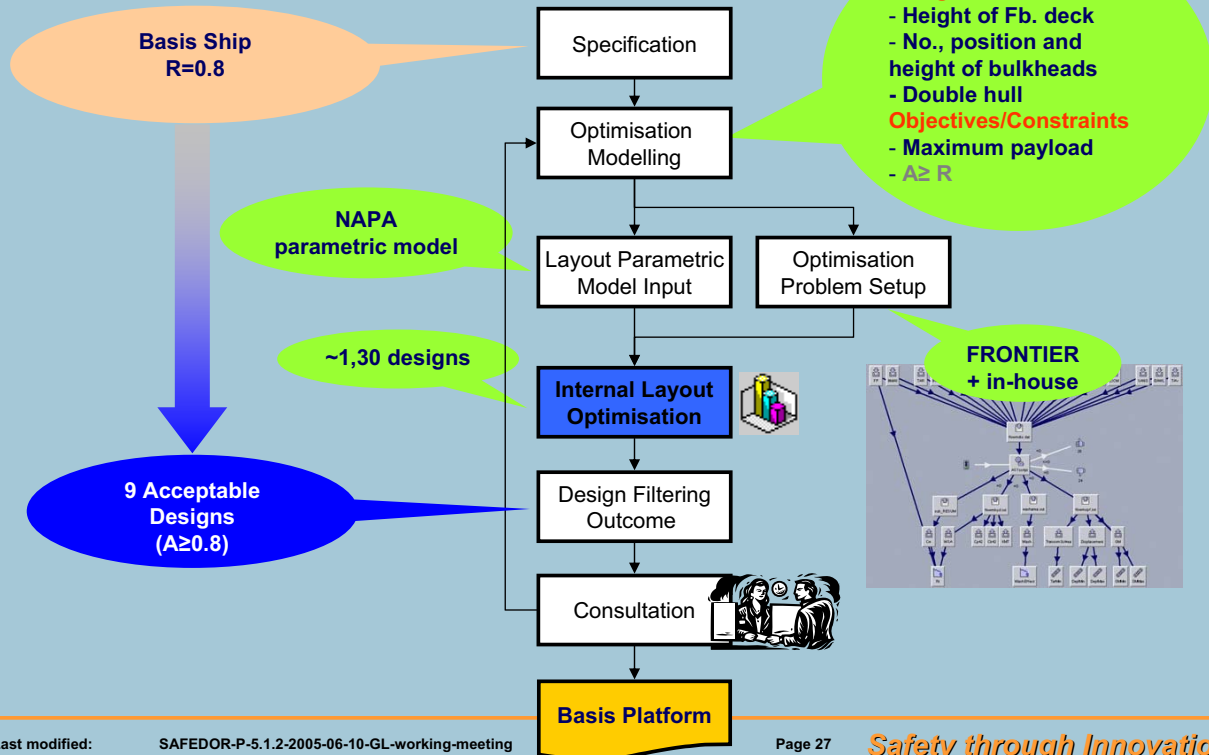 Basis Ship
R=0.8
Specification
- Height of Fb. deck
- No., position and
height of bulkheads
- Double hull
Objectives/Constraints
- Maximum payload
- A≥ R
Optimisation
Modelling
NAPA
parametric model
Layout Parametric
Model Input
Optimisation
Problem Setup
~1,30 designs
FRONTIER
+ in-house
Internal Layout
Optimisation
9 Acceptable
Designs
(A≥0.8)
Design Filtering
Outcome
Consultation
Basis Platform
ast modified:
SAFEDOR-P-5.1.2-2005-06-10-GL-working-meeting
Page 27
Safety through Innovatio